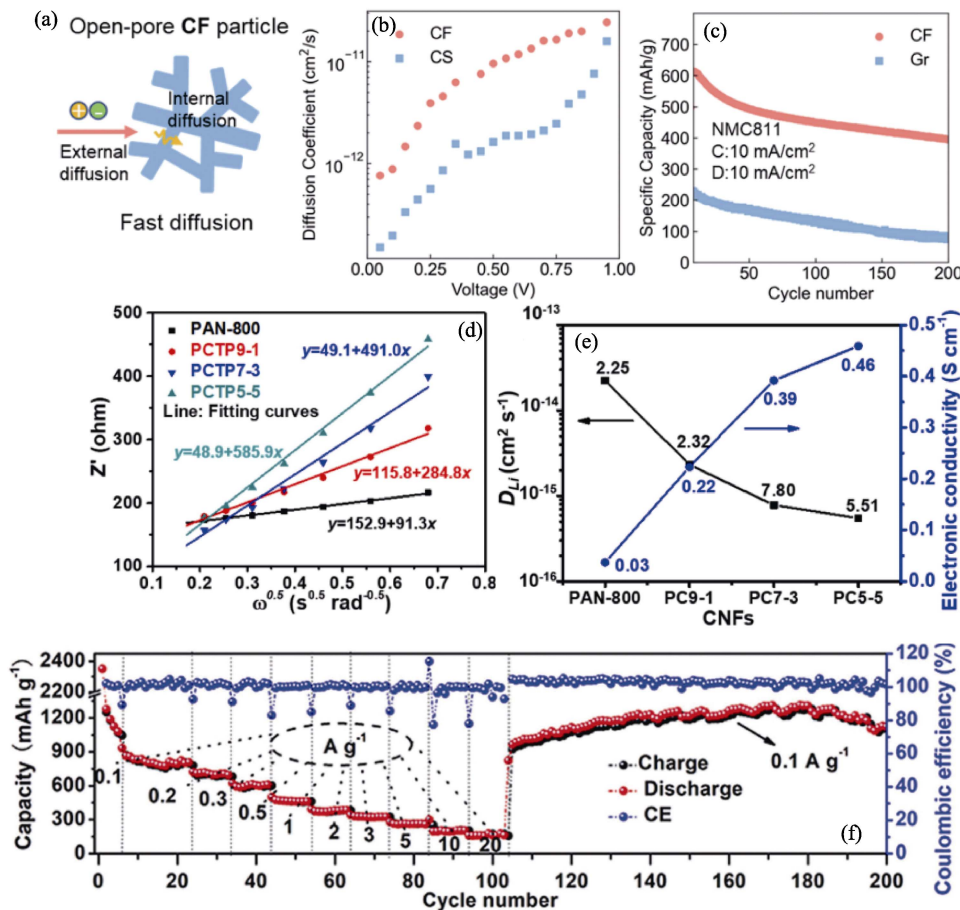 (a)
Open-pore CF particle
Internal
diffusion
External
diffusion
Fast diffusion
(b)
CF
CS
Diffusion Coefficient (cm²/s)
10⁻¹¹
10⁻¹²
0.00 0.25 0.50 0.75 1.00
Voltage (V)
(c)
CF
Gr
Specific Capacity (mAh/g)
700
600
500
400
300
200
100
0
NMC811
C:10 mA/cm²
D:10 mA/cm²
50 100 150 200
Cycle number
(d)
PAN-800
PCTP9-1
PCTP7-3
PCTP5-5
Line: Fitting curves
y=49.1+491.0x
y=48.9+585.9x
y=115.8+284.8x
y=152.9+91.3x
Z' (ohm)
500
400
300
200
100
0.1 0.2 0.3 0.4 0.5 0.6 0.7 0.8
ω^0.5 (s^0.5 rad^-0.5)
(e)
D_Li (cm² s⁻¹)
10⁻¹³
10⁻¹⁴
10⁻¹⁵
10⁻¹⁶
2.25
2.32
7.80
5.51
0.03
0.22
0.39
0.46
Electronic conductivity (S cm⁻¹)
0.5
0.4
0.3
0.2
0.1
0
PAN-800 PC9-1 PC7-3 PC5-5
CNFs
(f)
Capacity (mAh g⁻¹)
2400
2200
1200
900
600
300
0
0.1
0.2
0.3
0.5
1
2
3
5
10
20
A g⁻¹
0.1 A g⁻¹
Charge
Discharge
CE
Coulombic efficiency (%)
120
100
80
60
40
20
0
0 20 40 60 80 100 120 140 160 180 200
Cycle number